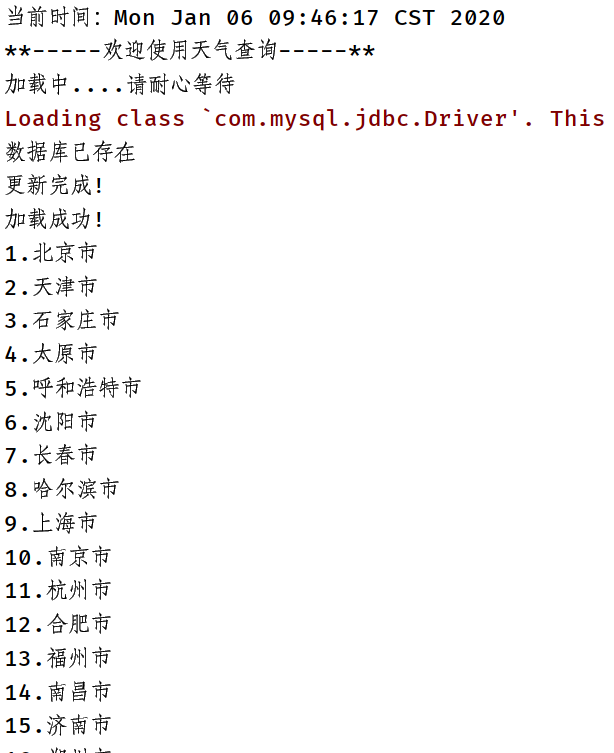 当前时间：Mon Jan 06 09:46:17 CST 2020
**-----欢迎使用天气查询-----**
加载中....请耐心等待
Loading class `com.mysql.jdbc.Driver'. This
数据库已存在
更新完成!
加载成功!
1.北京市
2.天津市
3.石家庄市
4.太原市
5.呼和浩特市
6.沈阳市
7.长春市
8.哈尔滨市
9.上海市
10.南京市
11.杭州市
12.合肥市
13.福州市
14.南昌市
15.济南市